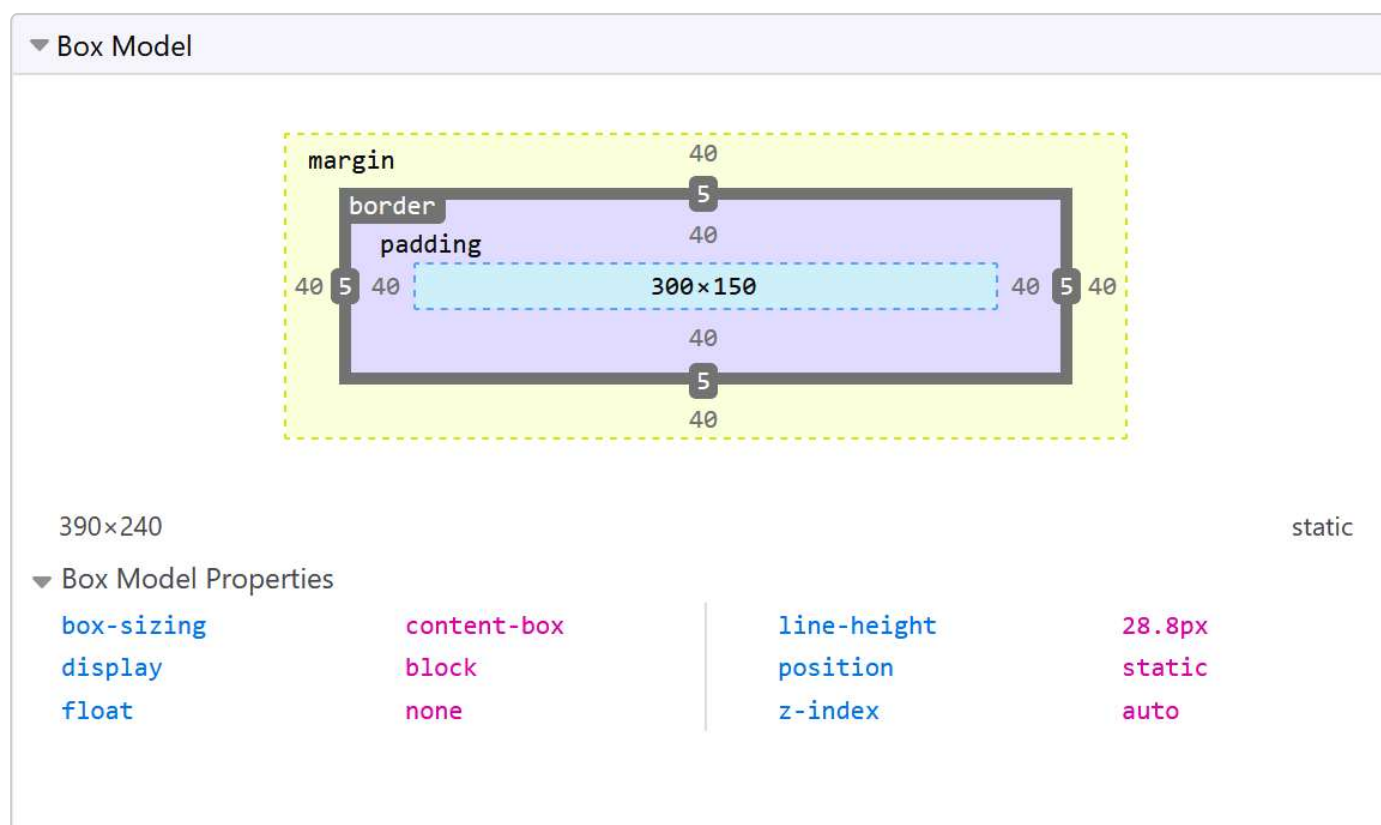 Box Model
margin 40
5
border
padding 40
40 5 40 300×150 40 5 40
40
5
40
390×240 static
Box Model Properties
box-sizing content-box line-height 28.8px
display block position static
float none z-index auto